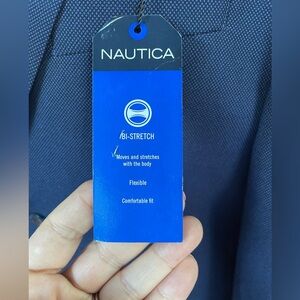 NAUTICA
BI-STRETCH
Moves and stretches
with the body
Flexible
Comfortable fit